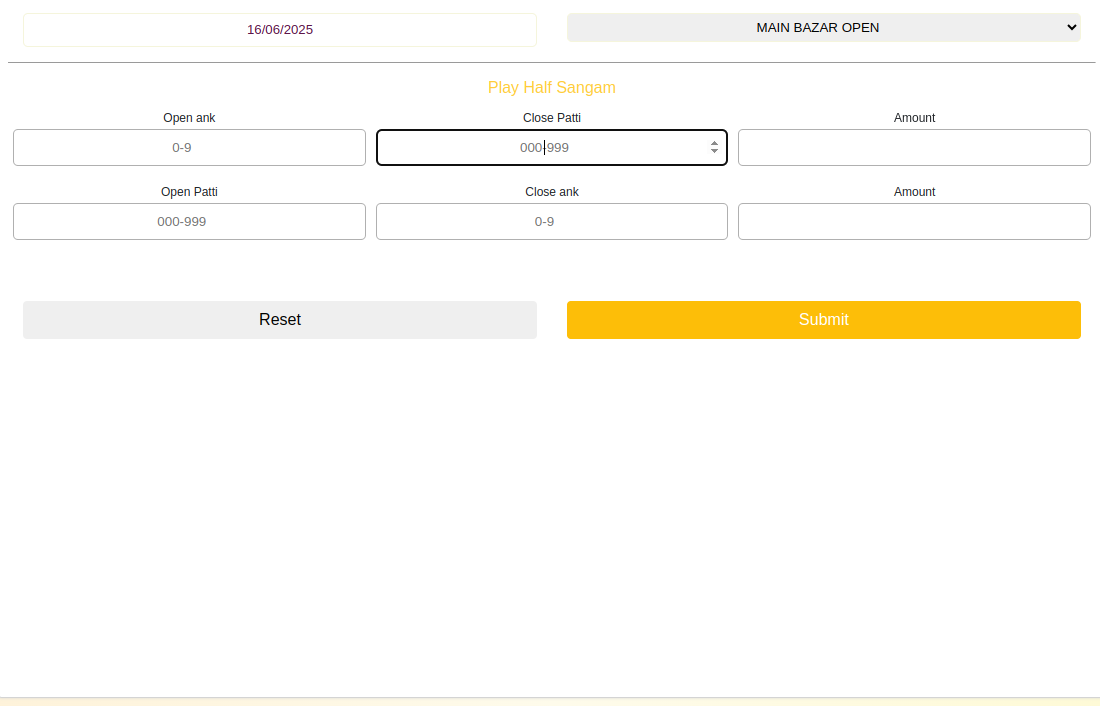 16/06/2025 MAIN BAZAR OPEN
Play Half Sangam
Open ank Close Patti Amount
0-9 000-999
Open Patti Close ank Amount
000-999 0-9
Reset Submit